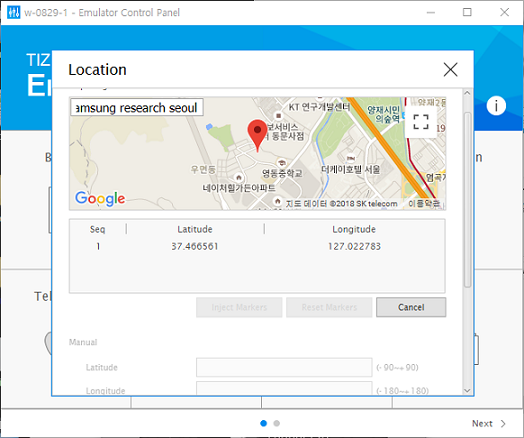 w-0829-1 - Emulator Control Panel
TIZ
Location
amsung research seoul
KT 연구개발센터
양재시민
의숲역
보서비스
동문사점
우면동
영동중학교
더케이호텔 서울
네이처힐가든아파트
염곡
Google
지도 데이터 ©2018 SK telecom
이용약관
Seq Latitude Longitude
1 37.466561 127.022783
Inject Markers Reset Markers Cancel
Manual
Latitude (- 90~+ 90)
Longitude (- 180~+ 180)
Next